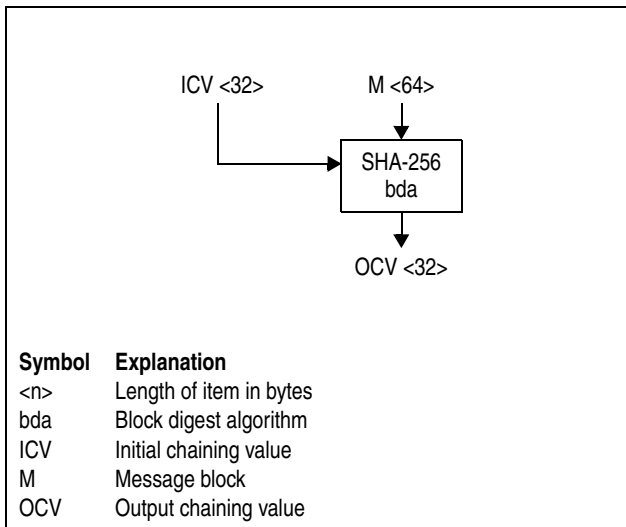 ICV <32> M <64>
SHA-256
bda
OCV <32>
Symbol Explanation
<n> Length of item in bytes
bda Block digest algorithm
ICV Initial chaining value
M Message block
OCV Output chaining value